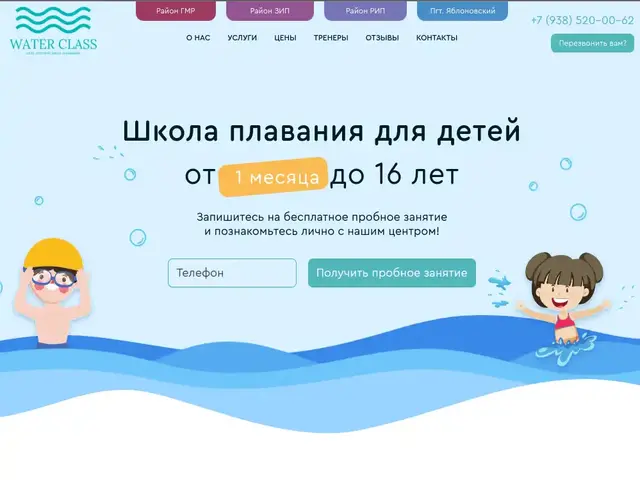 Район ГМР
Район ЗИП
Район РИП
Пгт. Яблоновский
+7 (938) 520-00-62
WATER CLASS
О НАС
УСЛУГИ
ЦЕНЫ
ТРЕНЕРЫ
ОТЗЫВЫ
КОНТАКТЫ
Перезвонить вам?
Школа плавания для детей
от 1 месяца до 16 лет
Запишитесь на бесплатное пробное занятие
и познакомьтесь лично с нашим центром!
Телефон
Получить пробное занятие